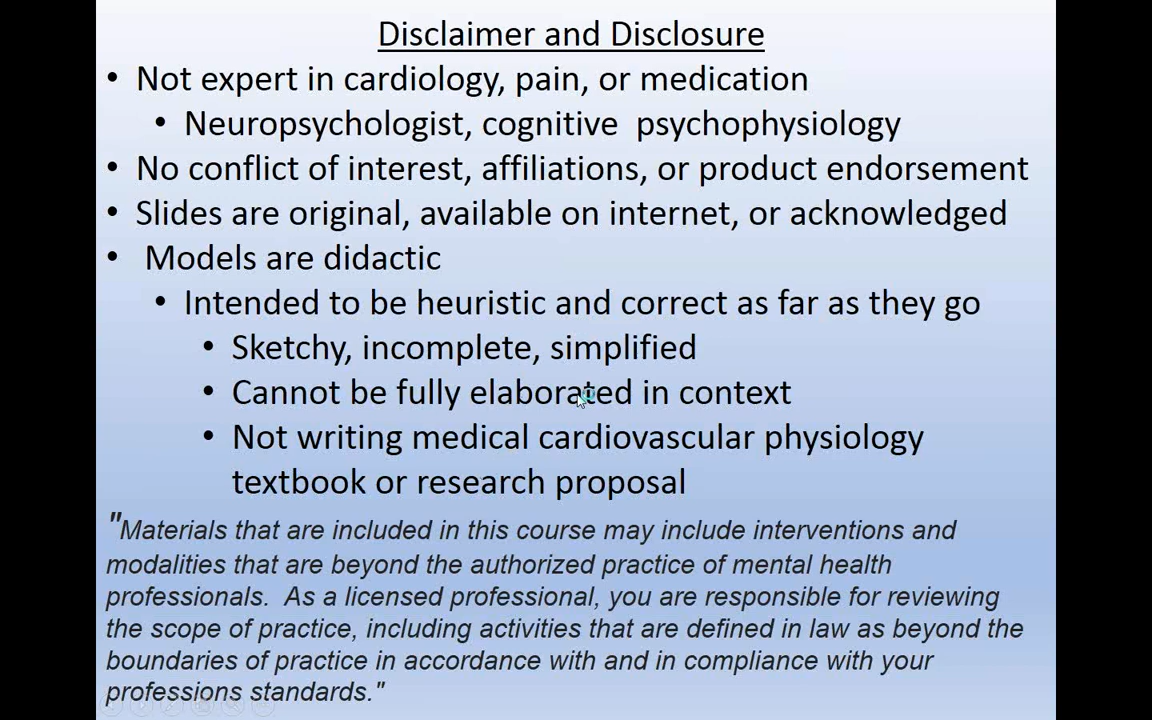 Disclaimer and Disclosure
• Not expert in cardiology, pain, or medication
• Neuropsychologist, cognitive psychophysiology
• No conflict of interest, affiliations, or product endorsement
• Slides are original, available on internet, or acknowledged
• Models are didactic
• Intended to be heuristic and correct as far as they go
• Sketchy, incomplete, simplified
• Cannot be fully elaborated in context
• Not writing medical cardiovascular physiology
textbook or research proposal
"Materials that are included in this course may include interventions and
modalities that are beyond the authorized practice of mental health
professionals. As a licensed professional, you are responsible for reviewing
the scope of practice, including activities that are defined in law as beyond the
boundaries of practice in accordance with and in compliance with your
professions standards."